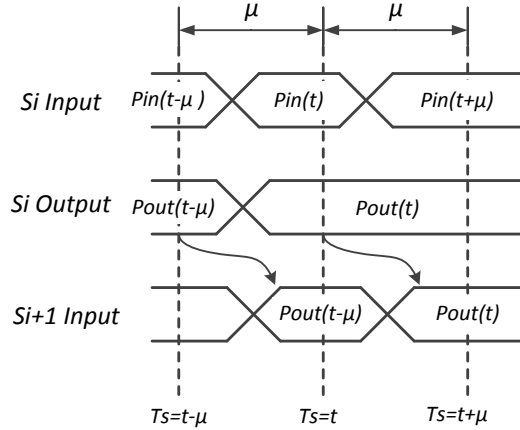 μ μ
Si Input Pin(t-μ ) Pin(t) Pin(t+μ)
Si Output Pout(t-μ) Pout(t)
Si+1 Input Pout(t-μ) Pout(t)
Ts=t-μ Ts=t Ts=t+μ